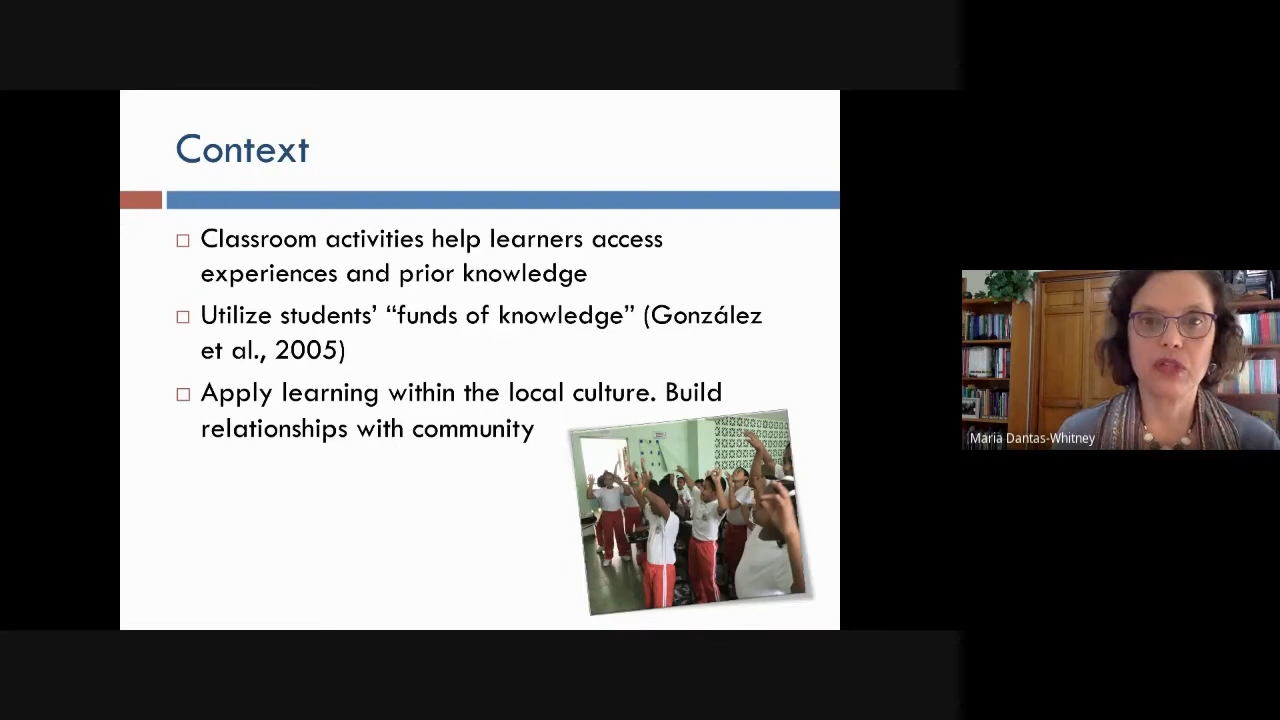 Context
Classroom activities help learners access
experiences and prior knowledge
Utilize students’ “funds of knowledge” (González
et al., 2005)
Apply learning within the local culture. Build
relationships with community
Maria Dantas-Whitney